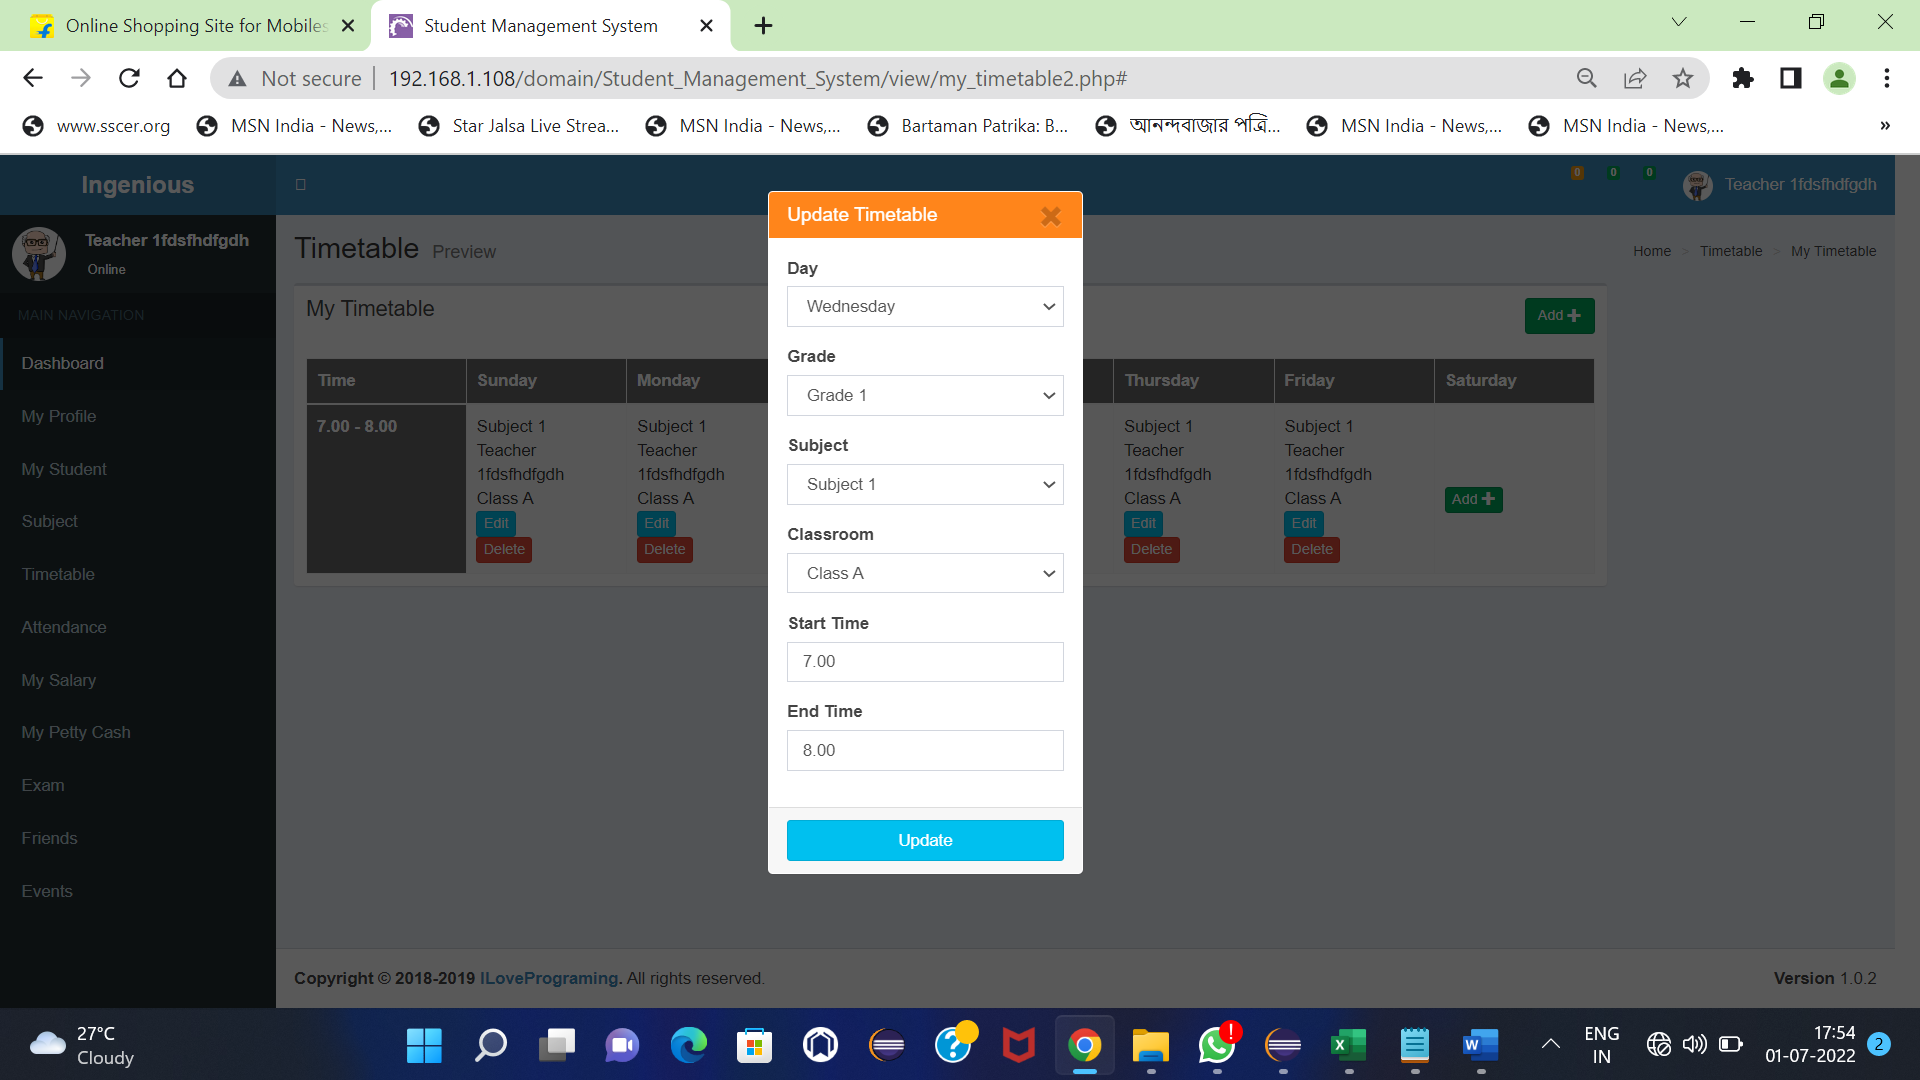 Online Shopping Site for Mobiles
Student Management System
Not secure
192.168.1.108/domain/Student_Management_System/view/my_timetable2.php#
www.sscer.org
MSN India - News,...
Star Jalsa Live Strea...
MSN India - News,...
Bartaman Patrika: B...
আনন্দবাজার পত্রি...
MSN India - News,...
MSN India - News,...
»
Ingenious
0
0
0
Teacher 1fdsfhdfgdh
Teacher 1fdsfhdfgdh
Online
MAIN NAVIGATION
Dashboard
My Profile
My Student
Subject
Timetable
Attendance
My Salary
My Petty Cash
Exam
Friends
Events
Timetable Preview
Home > Timetable > My Timetable
My Timetable
Add
Time
Sunday
Monday
Thursday
Friday
Saturday
7.00 - 8.00
Subject 1
Teacher
1fdsfhdfgdh
Class A
Edit
Delete
Subject 1
Teacher
1fdsfhdfgdh
Class A
Edit
Delete
Subject 1
Teacher
1fdsfhdfgdh
Class A
Edit
Delete
Subject 1
Teacher
1fdsfhdfgdh
Class A
Edit
Delete
Add
Update Timetable
Day
Wednesday
Grade
Grade 1
Subject
Subject 1
Classroom
Class A
Start Time
7.00
End Time
8.00
Update
Copyright © 2018-2019 ILovePrograming. All rights reserved.
Version 1.0.2
27°C
Cloudy
ENG
IN
17:54
01-07-2022
2